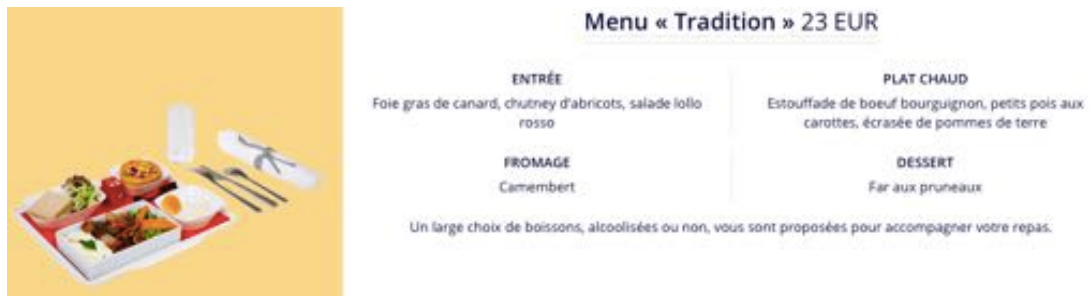 Menu « Tradition » 23 EUR
ENTRÉE
Foie gras de canard, chutney d'abricots, salade lollo
rosso
PLAT CHAUD
Estouffade de boeuf bourguignon, petits pois aux
carottes, écrasée de pommes de terre
FROMAGE
Camembert
DESSERT
Far aux pruneaux
Un large choix de boissons, alcoolisées ou non, vous sont proposées pour accompagner votre repas.